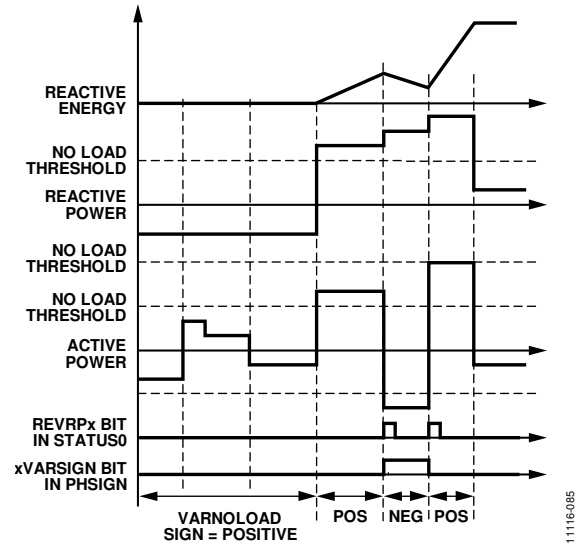 REACTIVE
ENERGY
NO LOAD
THRESHOLD
REACTIVE
POWER
NO LOAD
THRESHOLD
NO LOAD
THRESHOLD
ACTIVE
POWER
REVRPx BIT
IN STATUS0
xVARSIGN BIT
IN PHSIGN
VARNOLOAD
SIGN = POSITIVE
POS
NEG
POS
11116-085